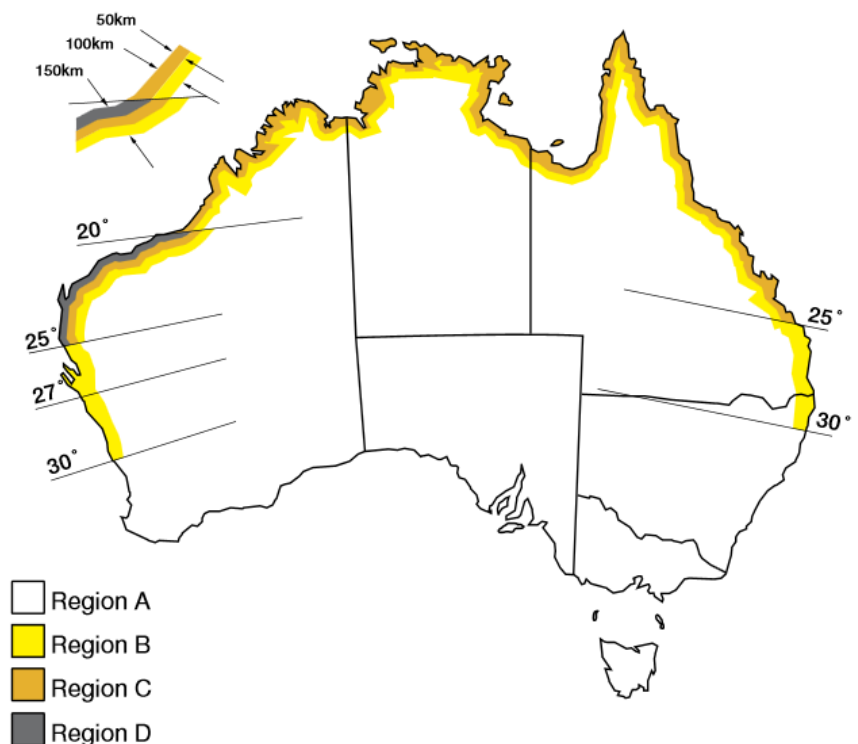 50km
100km
150km
20°
25°
27°
30°
25°
30°
Region A
Region B
Region C
Region D